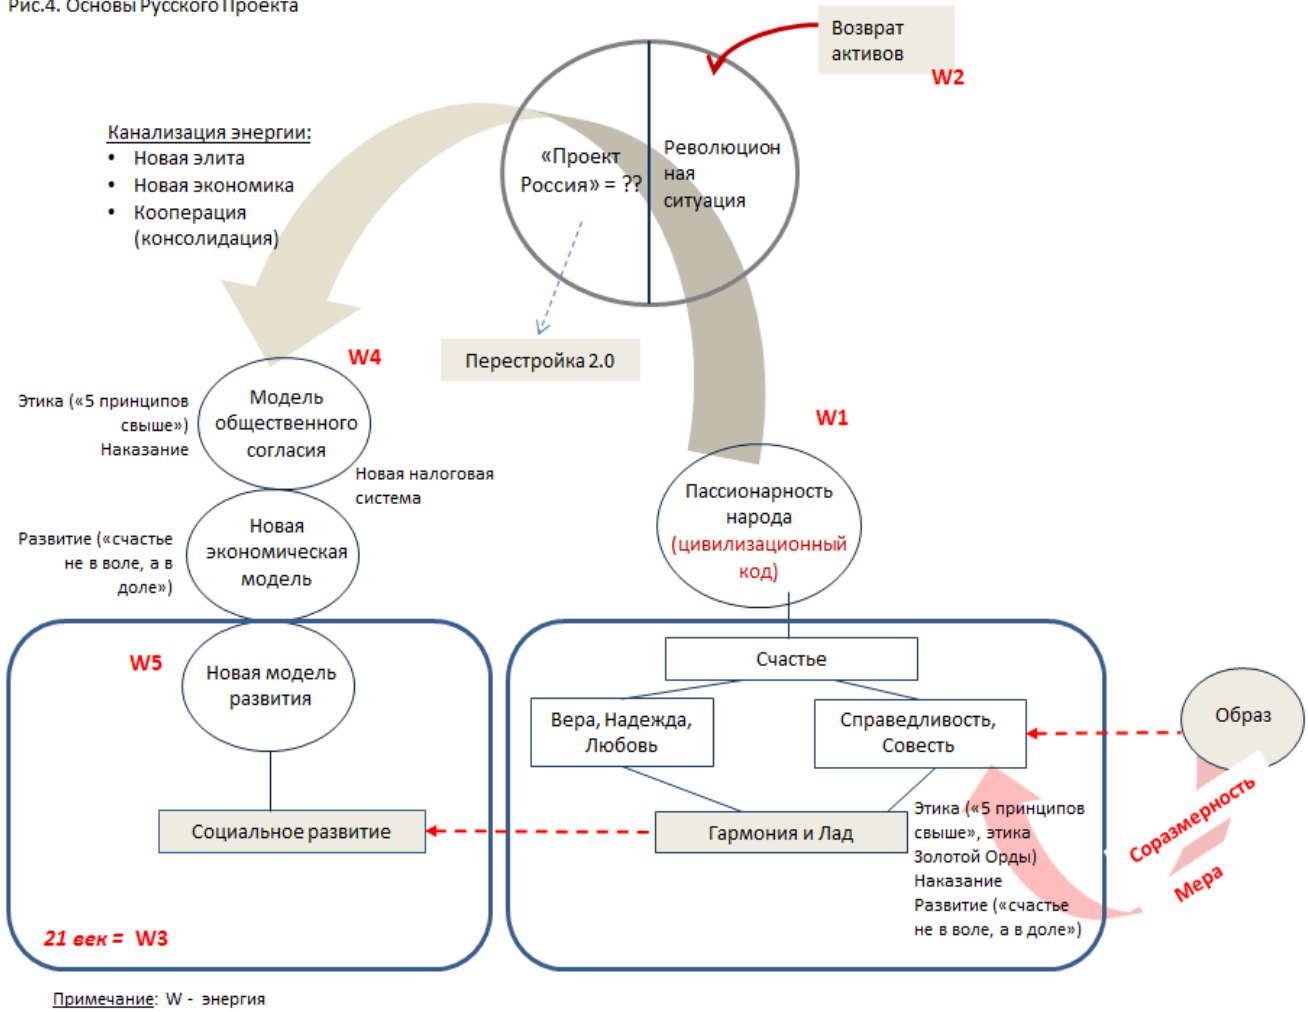 Рис.4. Основы Русского Проекта
Возврат
активов
W2
Канализация энергии:
• Новая элита
• Новая экономика
• Кооперация
(консолидация)
«Проект
Россия» = ??
Революцион
ная
ситуация
Перестройка 2.0
W4
Этика («5 принципов
свыше»)
Наказание
Модель
общественного
согласия
Новая налоговая
система
W1
Пассионарность
народа
(цивилизационный
код)
Развитие («счастье
не в воле, а в
доле»)
Новая
экономическая
модель
W5
Новая модель
развития
Социальное развитие
21 век = W3
Счастье
Вера, Надежда,
Любовь
Справедливость,
Совесть
Гармония и Лад
Этика («5 принципов
свыше», этика
Золотой Орды)
Наказание
Развитие («счастье
не в воле, а в доле»)
Образ
Соразмерность
Мера
Примечание: W - энергия